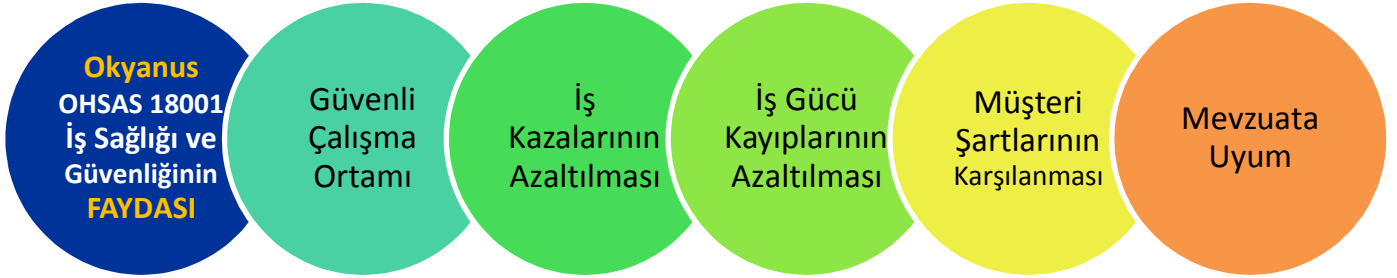 Okyanus
OHSAS 18001
İş Sağlığı ve
Güvenliğinin
FAYDASI
Güvenli
Çalışma
Ortamı
İş
Kazalarının
Azaltılması
İş Gücü
Kayıplarının
Azaltılması
Müşteri
Şartlarının
Karşılanması
Mevzuata
Uyum